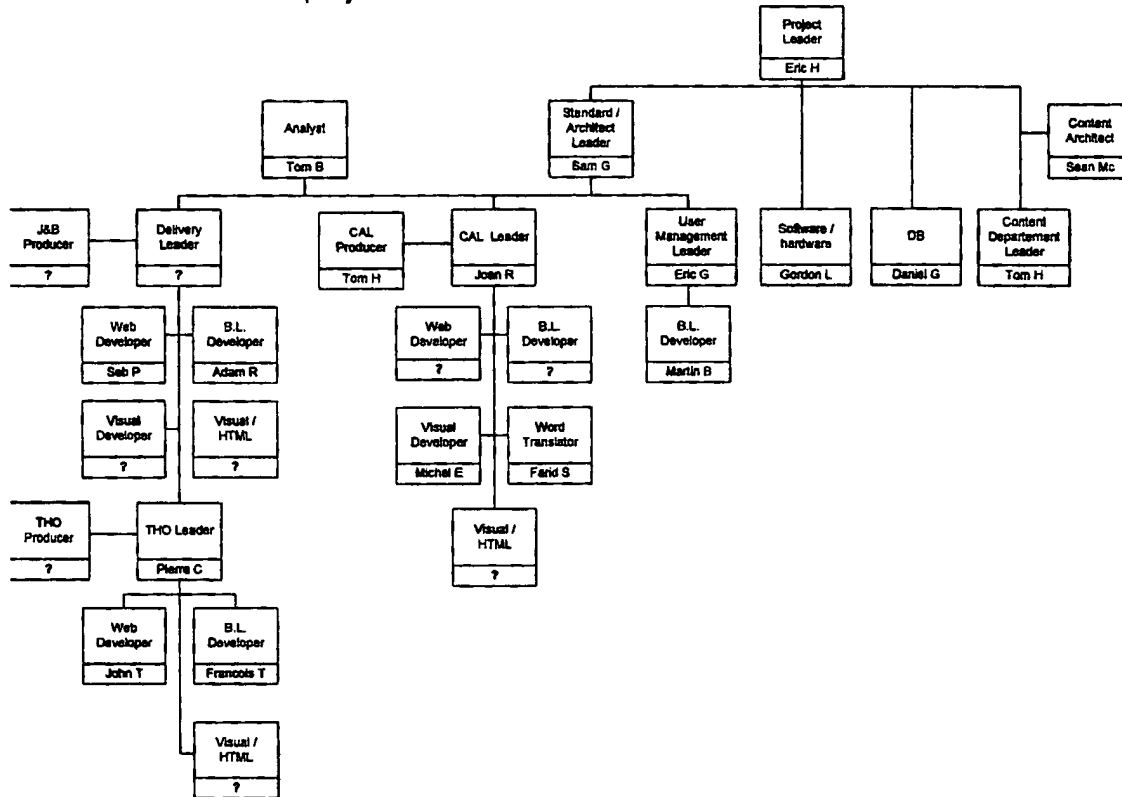 Project
Leader
Eric H
Analyst
Tom B
Standard /
Architect
Leader
Sam G
Content
Architect
Sean Mc
J&B
Producer
?
Delivery
Leader
?
CAL
Producer
Tom H
CAL Leader
Joan R
User
Management
Leader
Eric G
Software /
hardware
Gordon L
DB
Daniel G
Content
Departement
Leader
Tom H
Web
Developer
Seb P
B.L.
Developer
Adam R
Web
Developer
?
B.L.
Developer
?
B.L.
Developer
Martin B
Visual
Developer
?
Visual /
HTML
?
Visual
Developer
Michel E
Word
Translator
Farid S
THO
Producer
?
THO Leader
Pierre C
Visual /
HTML
?
Web
Developer
John T
B.L.
Developer
Francois T
Visual /
HTML
?